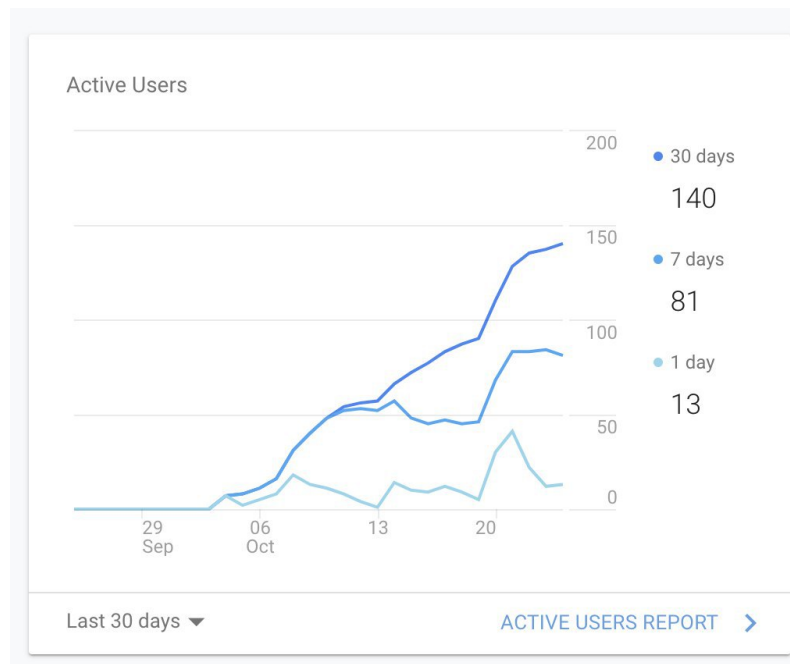 Active Users
200
150
100
50
0
29
Sep
06
Oct
13
20
30 days
140
7 days
81
1 day
13
Last 30 days
ACTIVE USERS REPORT